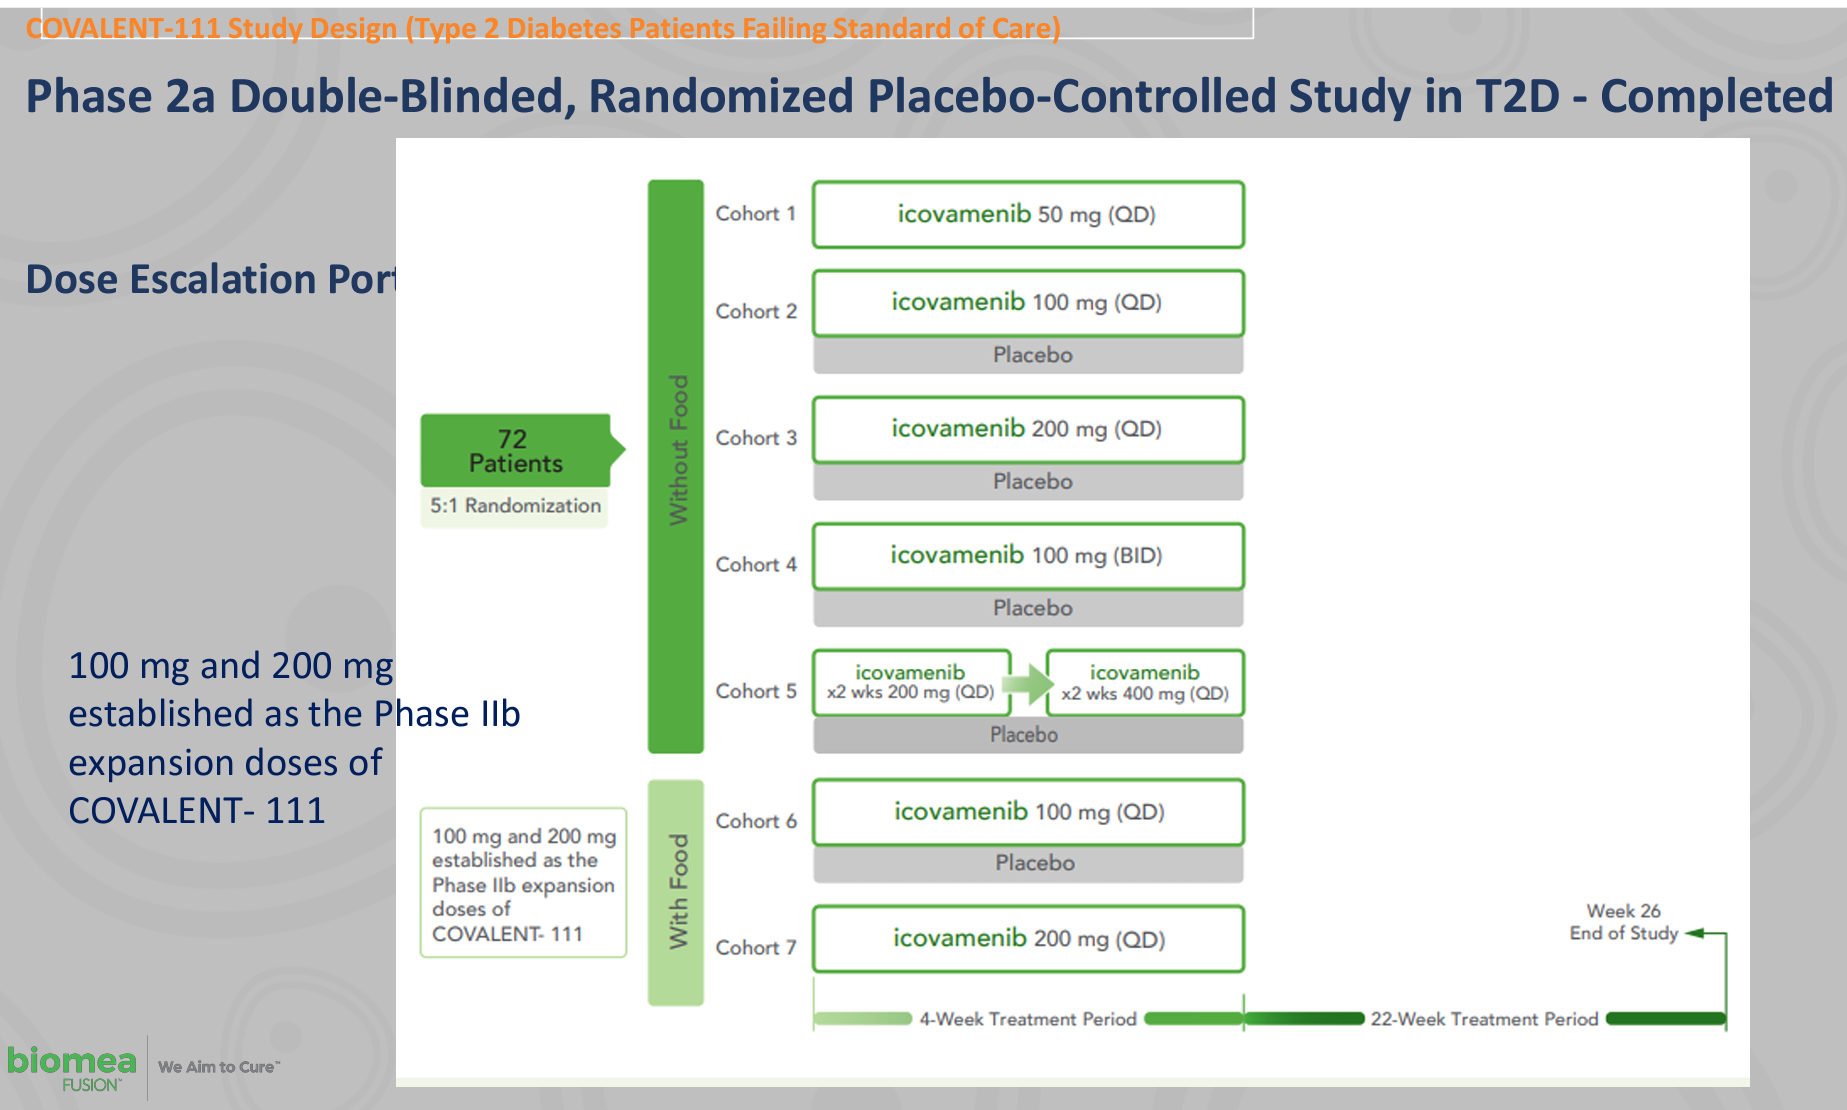 COVALENT-111 Study Design (Type 2 Diabetes Patients Failing Standard of Care)
Phase 2a Double-Blinded, Randomized Placebo-Controlled Study in T2D - Completed
Dose Escalation Port
100 mg and 200 mg
established as the Phase IIb
expansion doses of
COVALENT- 111
72
Patients
5:1 Randomization
Without Food
Cohort 1
icovamenib 50 mg (QD)
Cohort 2
icovamenib 100 mg (QD)
Placebo
Cohort 3
icovamenib 200 mg (QD)
Placebo
Cohort 4
icovamenib 100 mg (BID)
Placebo
Cohort 5
icovamenib
x2 wks 200 mg (QD)
icovamenib
x2 wks 400 mg (QD)
Placebo
100 mg and 200 mg
established as the
Phase IIb expansion
doses of
COVALENT- 111
With Food
Cohort 6
icovamenib 100 mg (QD)
Placebo
Cohort 7
icovamenib 200 mg (QD)
Week 26
End of Study
4-Week Treatment Period
22-Week Treatment Period
biomea
FUSION™
We Aim to Cure™